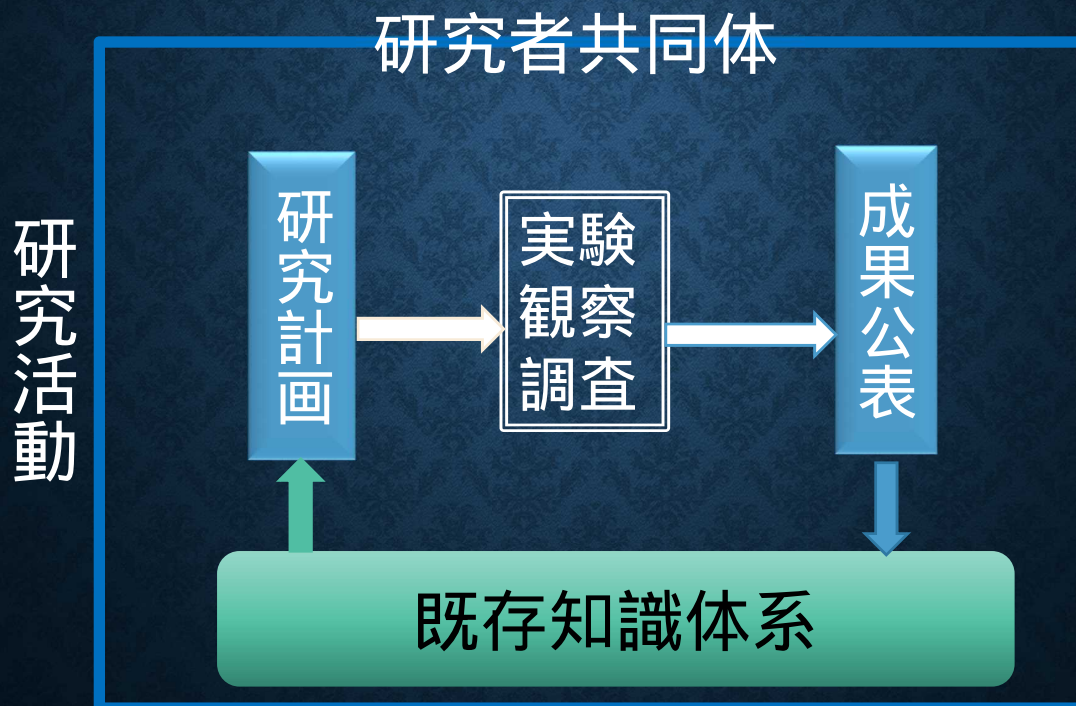 研究者共同体
研究活動
研究計画
実験
観察
調査
成果公表
既存知識体系